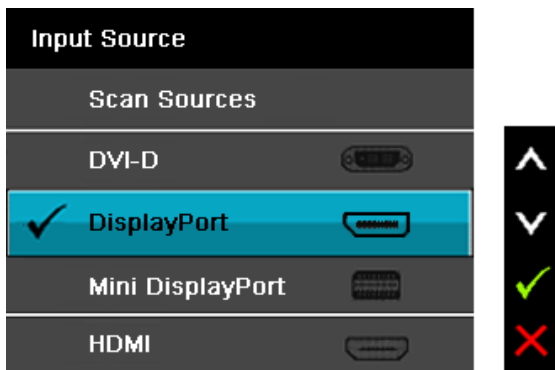 Input Source
Scan Sources
DVI-D
DisplayPort
Mini DisplayPort
HDMI